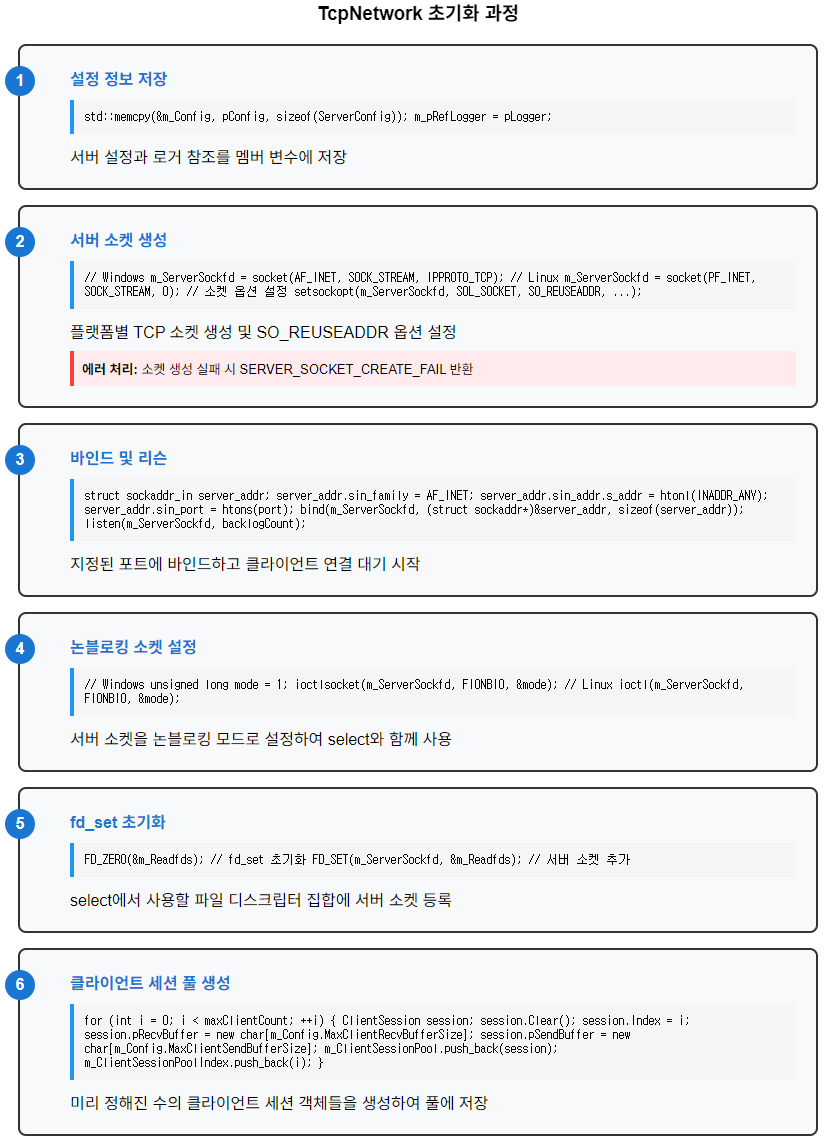 TcpNetwork 초기화 과정
1
설정 정보 저장
std::memcpy(&m_Config, pConfig, sizeof(ServerConfig)); m_pRefLogger = pLogger;
서버 설정과 로거 참조를 멤버 변수에 저장
2
서버 소켓 생성
// Windows m_ServerSockfd = socket(AF_INET, SOCK_STREAM, IPPROTO_TCP); // Linux m_ServerSockfd = socket(PF_INET,
SOCK_STREAM, 0); // 소켓 옵션 설정 setsockopt(m_ServerSockfd, SOL_SOCKET, SO_REUSEADDR, ...);
플랫폼별 TCP 소켓 생성 및 SO_REUSEADDR 옵션 설정
에러 처리: 소켓 생성 실패 시 SERVER_SOCKET_CREATE_FAIL 반환
3
바인드 및 리슨
struct sockaddr_in server_addr; server_addr.sin_family = AF_INET; server_addr.sin_addr.s_addr = htonl(INADDR_ANY);
server_addr.sin_port = htons(port); bind(m_ServerSockfd, (struct sockaddr*)&server_addr, sizeof(server_addr));
listen(m_ServerSockfd, backlogCount);
지정된 포트에 바인드하고 클라이언트 연결 대기 시작
4
논블로킹 소켓 설정
// Windows unsigned long mode = 1; ioctlsocket(m_ServerSockfd, FIONBIO, &mode); // Linux ioctl(m_ServerSockfd,
FIONBIO, &mode);
서버 소켓을 논블로킹 모드로 설정하여 select와 함께 사용
5
fd_set 초기화
FD_ZERO(&m_Readfds); // fd_set 초기화 FD_SET(m_ServerSockfd, &m_Readfds); // 서버 소켓 추가
select에서 사용할 파일 디스크립터 집합에 서버 소켓 등록
6
클라이언트 세션 풀 생성
for (int i = 0; i < maxClientCount; ++i) { ClientSession session; session.Clear(); session.Index = i;
session.pRecvBuffer = new char[m_Config.MaxClientRecvBufferSize]; session.pSendBuffer = new
char[m_Config.MaxClientSendBufferSize]; m_ClientSessionPool.push_back(session);
m_ClientSessionPoolIndex.push_back(i); }
미리 정해진 수의 클라이언트 세션 객체들을 생성하여 풀에 저장